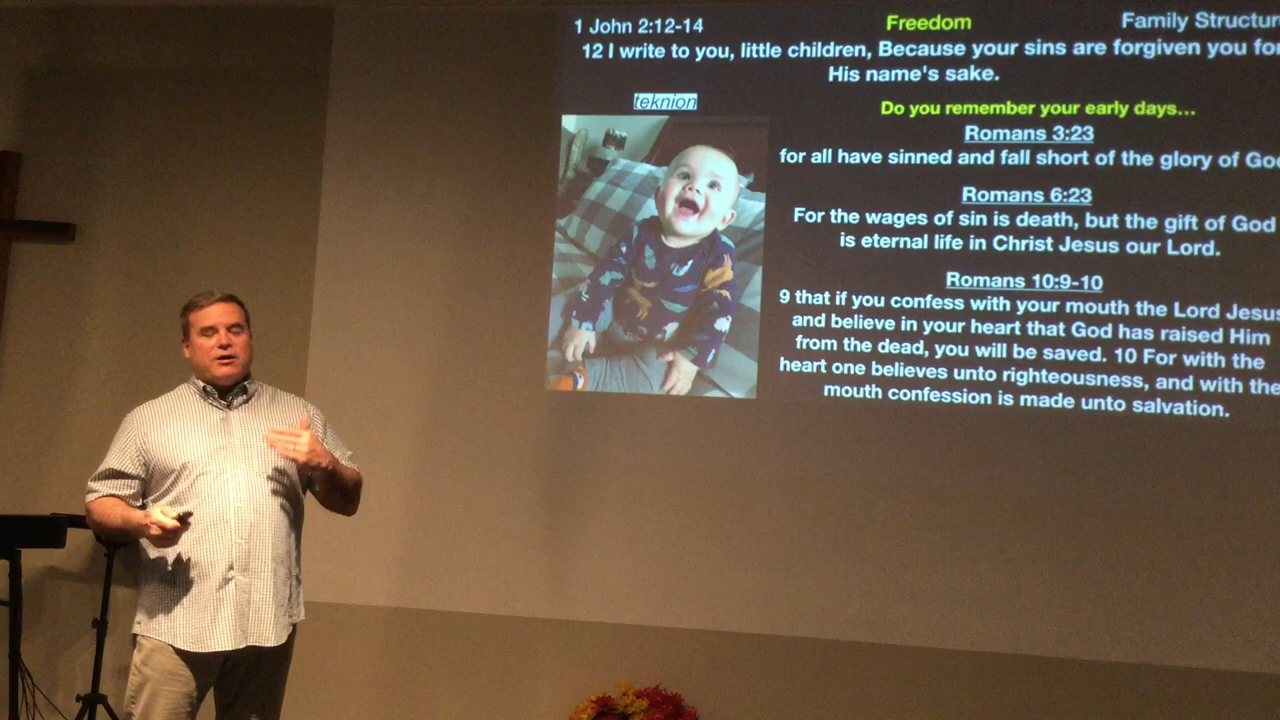 1 John 2:12-14 Freedom Family Structur
12 I write to you, little children, Because your sins are forgiven you fo
His name's sake.
teknion
Do you remember your early days...
Romans 3:23
for all have sinned and fall short of the glory of Go
Romans 6:23
For the wages of sin is death, but the gift of God
is eternal life in Christ Jesus our Lord.
Romans 10:9-10
9 that if you confess with your mouth the Lord Jesus
and believe in your heart that God has raised Him
from the dead, you will be saved. 10 For with the
heart one believes unto righteousness, and with the
mouth confession is made unto salvation.